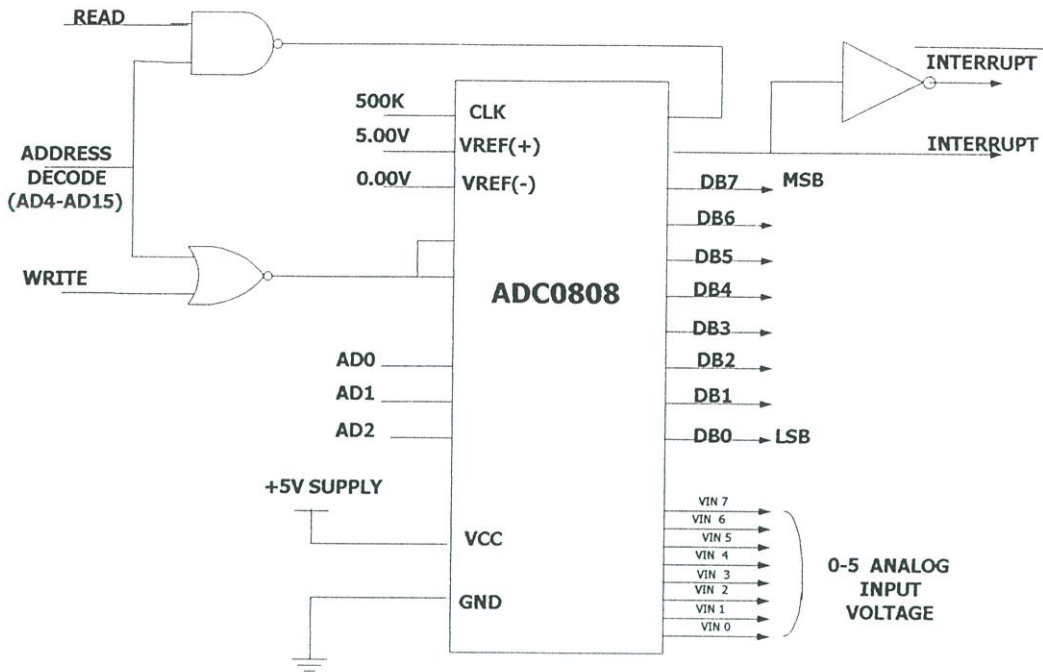 READ
INTERRUPT
500K
CLK
5.00V
VREF(+)
INTERRUPT
ADDRESS
DECODE
(AD4-AD15)
0.00V
VREF(-)
DB7
MSB
DB6
DB5
WRITE
ADC0808
DB4
DB3
AD0
DB2
AD1
DB1
AD2
DB0
LSB
+5V SUPPLY
VIN 7
VIN 6
VCC
VIN 5
VIN 4
0-5 ANALOG
INPUT
VOLTAGE
VIN 3
VIN 2
GND
VIN 1
VIN 0